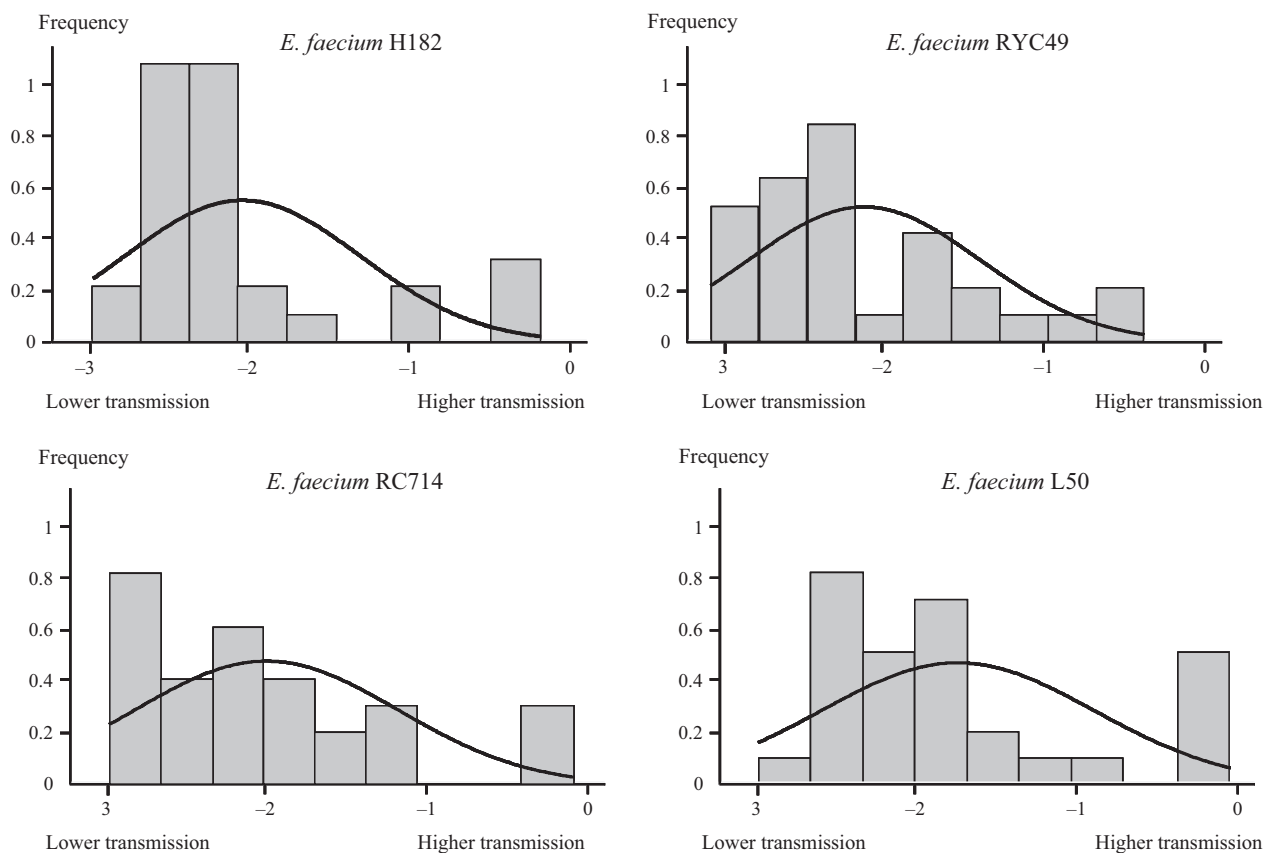 Frequency
E. faecium H182
1
0.8
0.6
0.4
0.2
0
–3 –2 –1 0
Lower transmission Higher transmission
Frequency
E. faecium RYC49
1
0.8
0.6
0.4
0.2
0
3 –2 –1 0
Lower transmission Higher transmission
Frequency
E. faecium RC714
1
0.8
0.6
0.4
0.2
0
3 –2 –1 0
Lower transmission Higher transmission
Frequency
E. faecium L50
1
0.8
0.6
0.4
0.2
0
3 –2 –1 0
Lower transmission Higher transmission